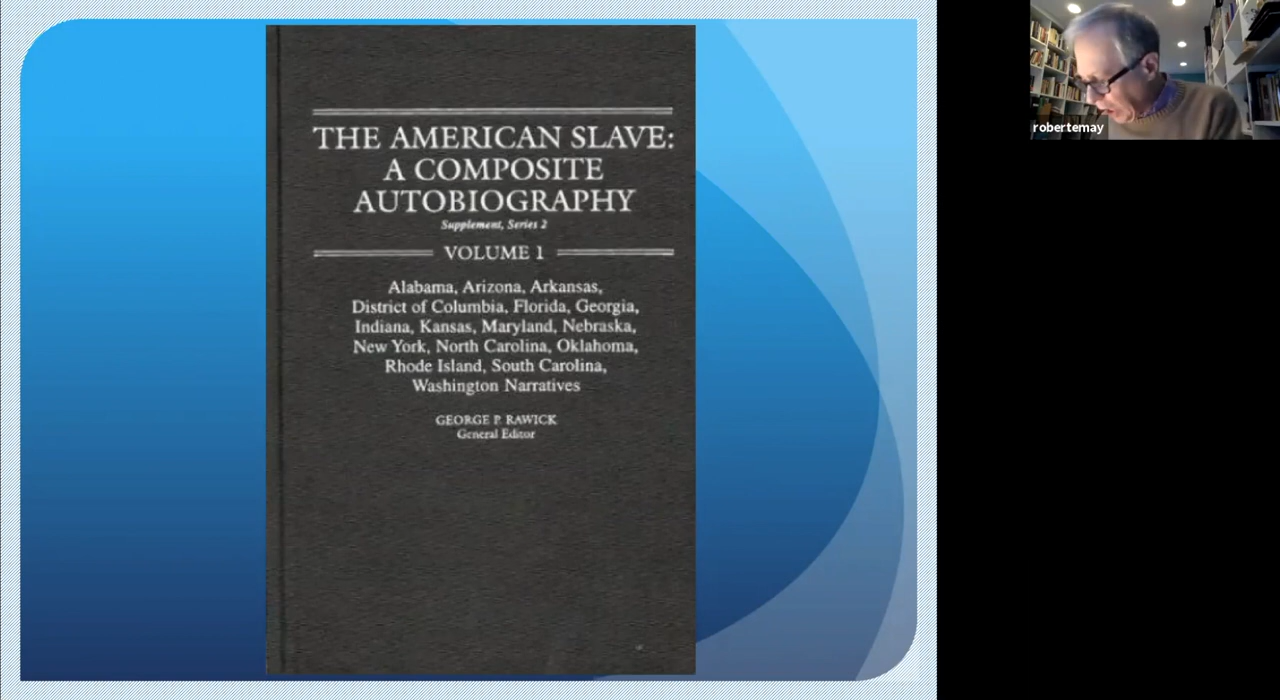 THE AMERICAN SLAVE:
A COMPOSITE
AUTOBIOGRAPHY
Supplement, Series 2
VOLUME 1
Alabama, Arizona, Arkansas,
District of Columbia, Florida, Georgia,
Indiana, Kansas, Maryland, Nebraska,
New York, North Carolina, Oklahoma,
Rhode Island, South Carolina,
Washington Narratives
GEORGE P. RAWICK
General Editor
robertemay